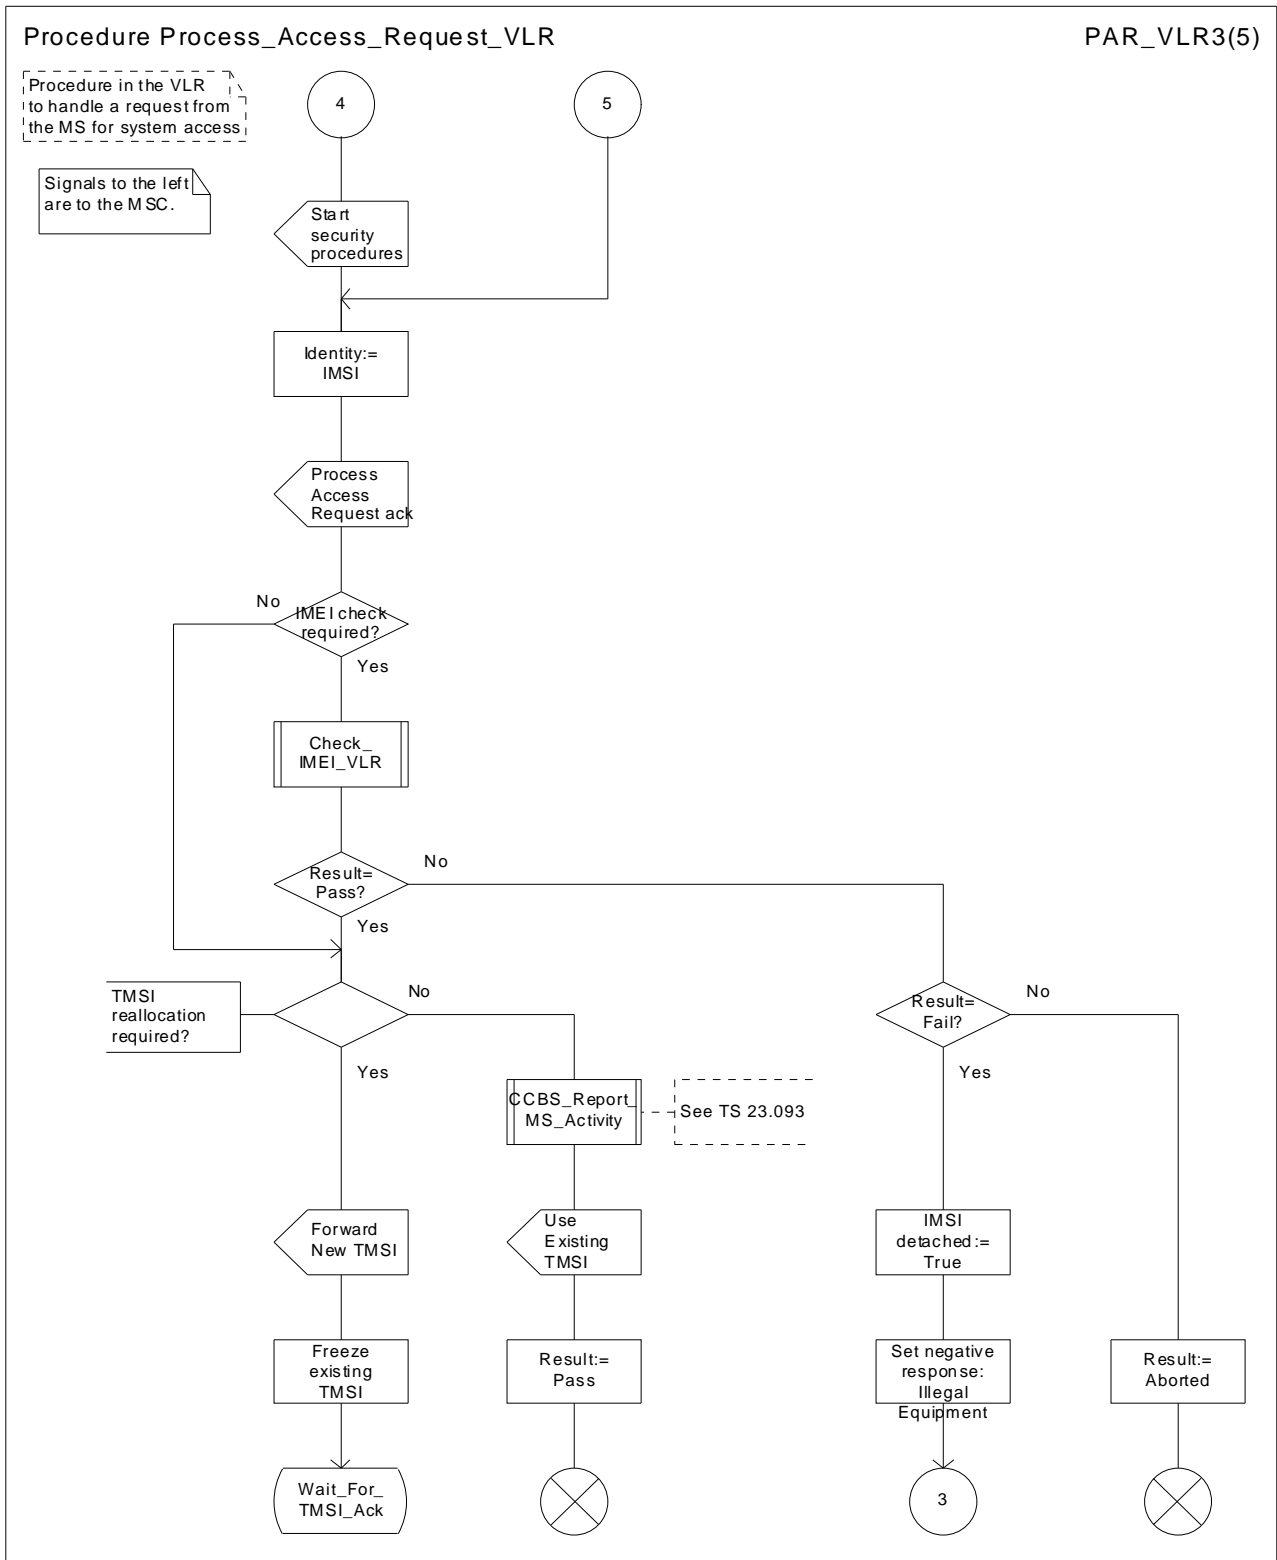 Procedure Process_Access_Request_VLR
PAR_VLR3(5)
Procedure in the VLR
to handle a request from
the MS for system access
4
5
Signals to the left
are to the MSC.
Start
security
procedures
Identity:=
IMSI
Process
Access
Request ack
No
IMEI check
required?
Yes
Check_
IMEI_VLR
Result=
Pass?
No
Yes
TMSI
reallocation
required?
No
Yes
Result=
Fail?
No
Yes
CCBS_Report_
MS_Activity
See TS 23.093
Forward
New TMSI
Use
Existing
TMSI
IMSI
detached:=
True
Freeze
existing
TMSI
Result:=
Pass
Set negative
response:
Illegal
Equipment
Result:=
Aborted
Wait_For_
TMSI_Ack
3